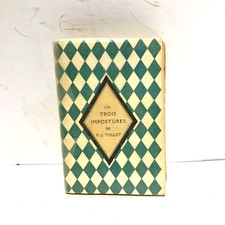 LES
TROIS
IMPOSTURES
DE
P.-J. TOULET